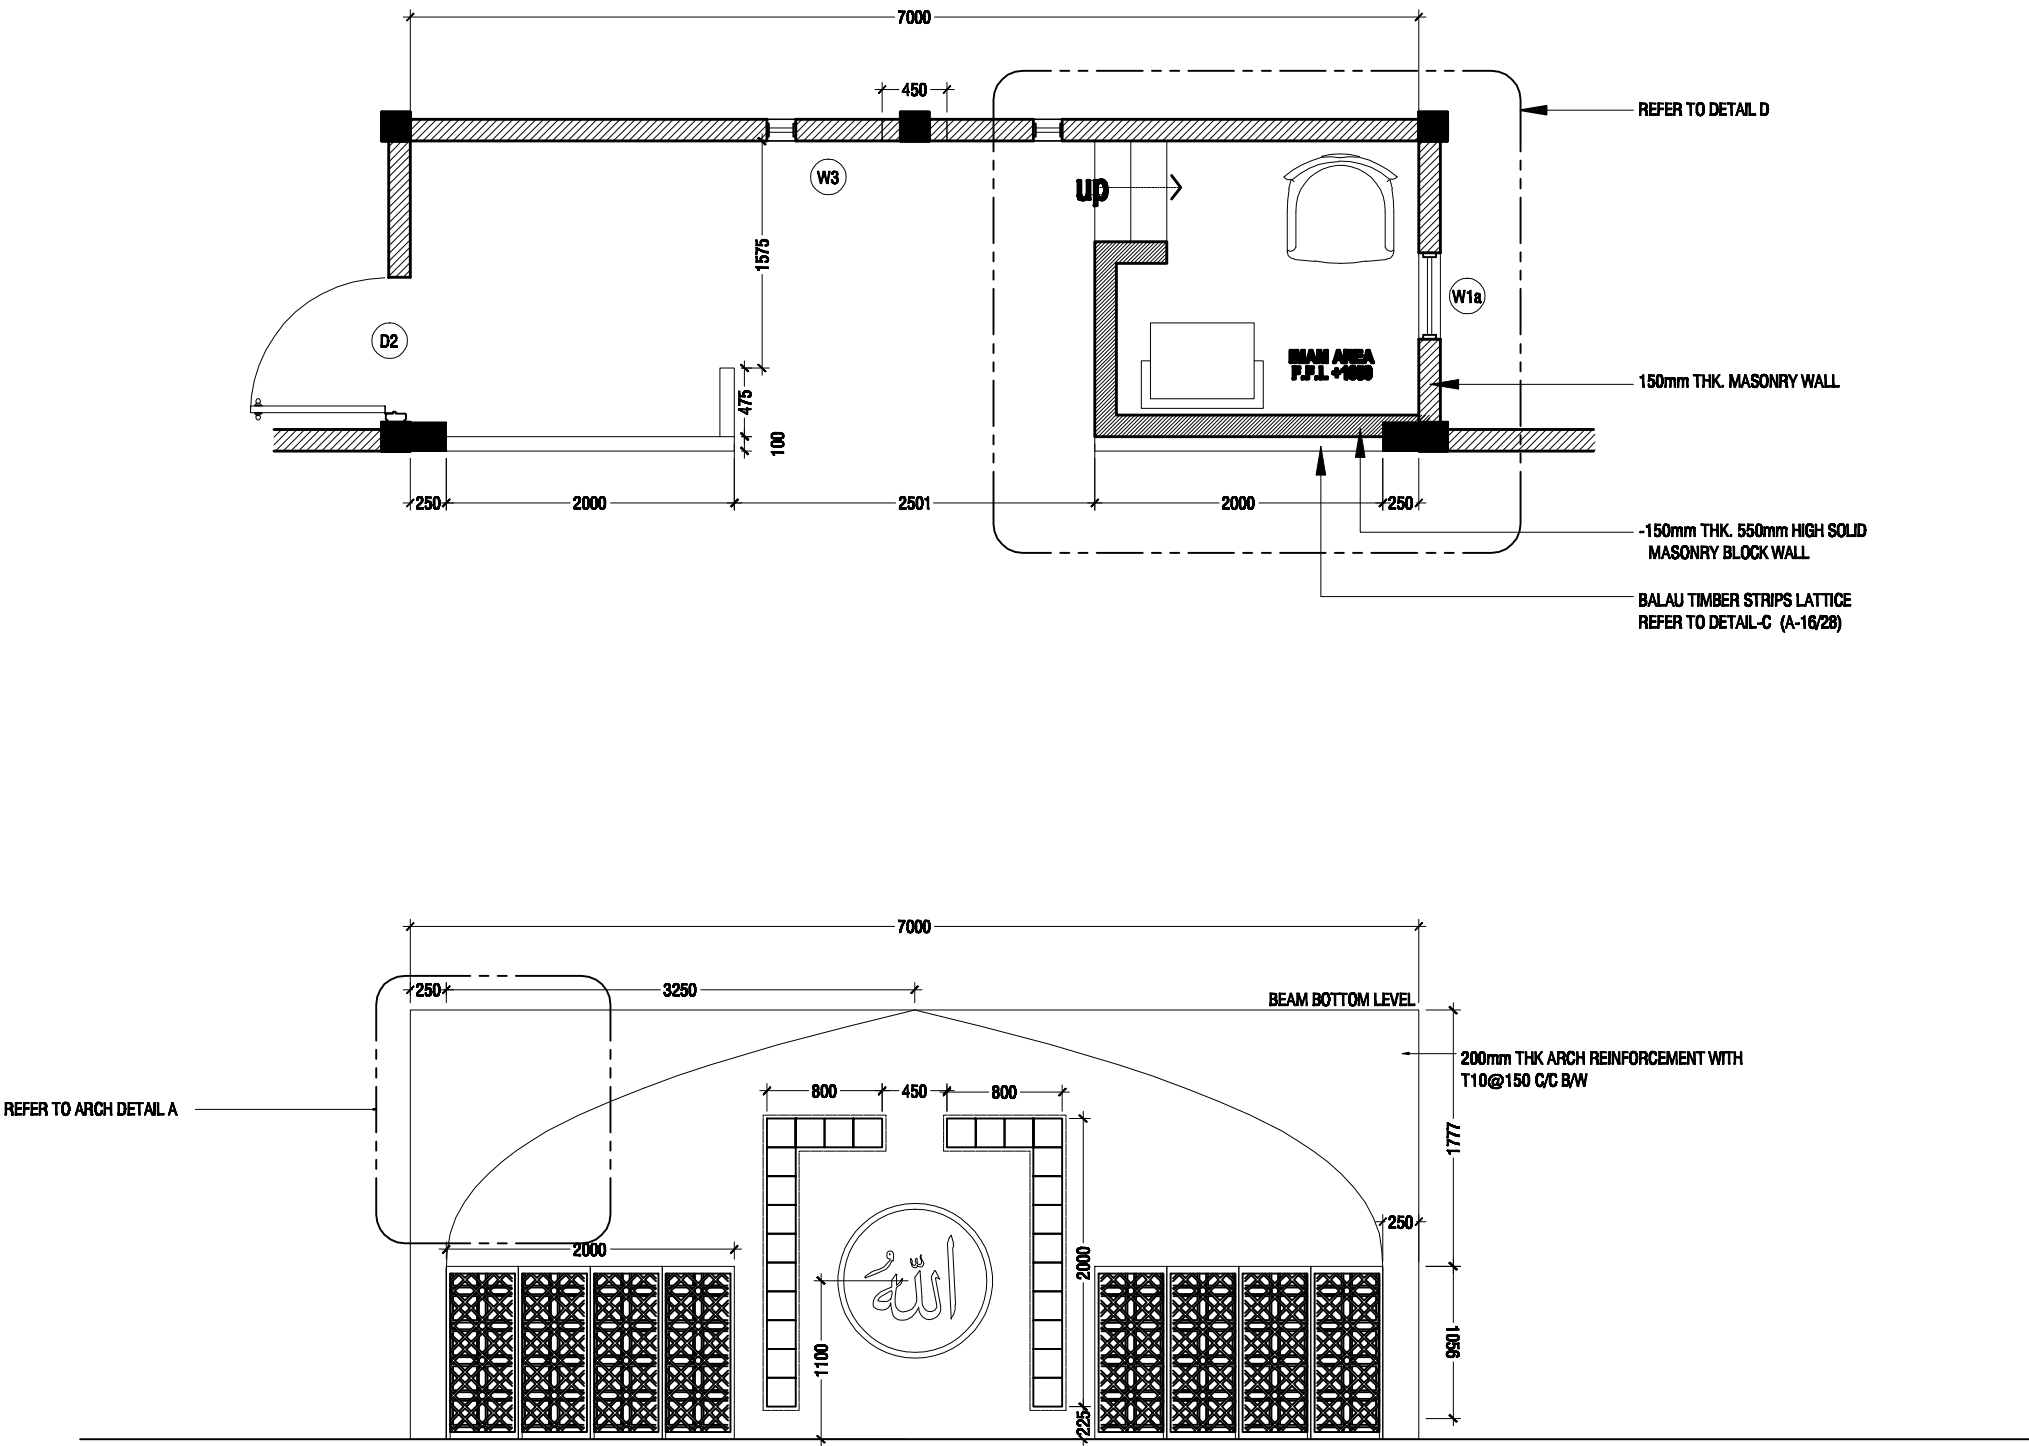 7000
450
REFER TO DETAIL D
W3
up
1575
W1a
D2
IMAM AREA
150mm THK. MASONRY WALL
475
100
250
2000
2501
2000
250
-150mm THK. 550mm HIGH SOLID
MASONRY BLOCK WALL
BALAU TIMBER STRIPS LATTICE
REFER TO DETAIL-C (A-16/28)
7000
250
3250
BEAM BOTTOM LEVEL
200mm THK ARCH REINFORCEMENT WITH
T10@150 C/C B/W
800
450
800
REFER TO ARCH DETAIL A
1777
250
2000
2000
الله
1056
1100
225